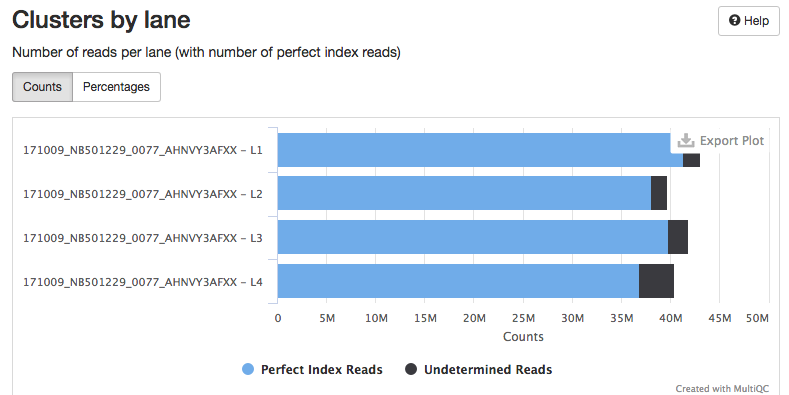 Clusters by lane
Help
Number of reads per lane (with number of perfect index reads)
Counts
Percentages
Export Plot
171009_NB501229_0077_AHNVY3AFXX – L1
171009_NB501229_0077_AHNVY3AFXX – L2
171009_NB501229_0077_AHNVY3AFXX – L3
171009_NB501229_0077_AHNVY3AFXX – L4
0 5M 10M 15M 20M 25M 30M 35M 40M 45M 50M
Counts
Perfect Index Reads Undetermined Reads
Created with MultiQC